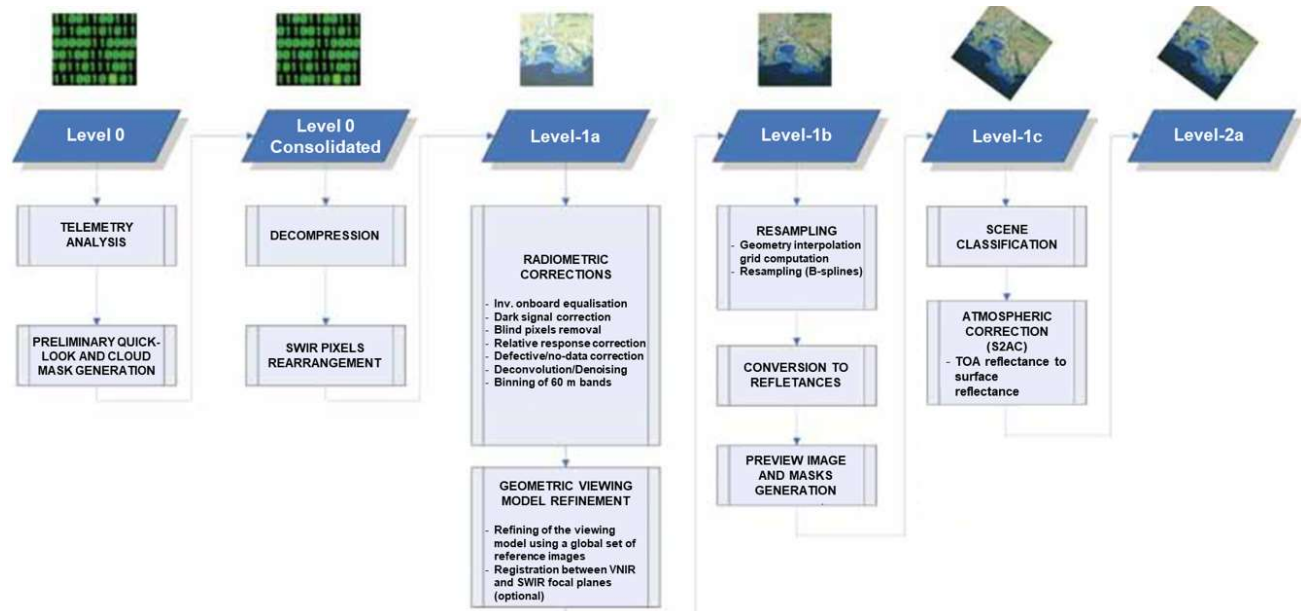 Level 0
TELEMETRY
ANALYSIS
PRELIMINARY QUICK-
LOOK AND CLOUD
MASK GENERATION
Level 0
Consolidated
DECOMPRESSION
SWIR PIXELS
REARRANGEMENT
Level-1a
RADIOMETRIC
CORRECTIONS
- Inv. onboard equalisation
- Dark signal correction
- Blind pixels removal
- Relative response correction
- Defective/no-data correction
- Deconvolution/Denoising
- Binning of 60 m bands
GEOMETRIC VIEWING
MODEL REFINEMENT
- Refining of the viewing
model using a global set of
reference images
- Registration between VNIR
and SWIR focal planes
(optional)
Level-1b
RESAMPLING
- Geometry interpolation
grid computation
- Resampling (B-splines)
CONVERSION TO
REFLETANCES
PREVIEW IMAGE
AND MASKS
GENERATION
Level-1c
SCENE
CLASSIFICATION
ATMOSPHERIC
CORRECTION
(S2AC)
- TOA reflectance to
surface
reflectance
Level-2a